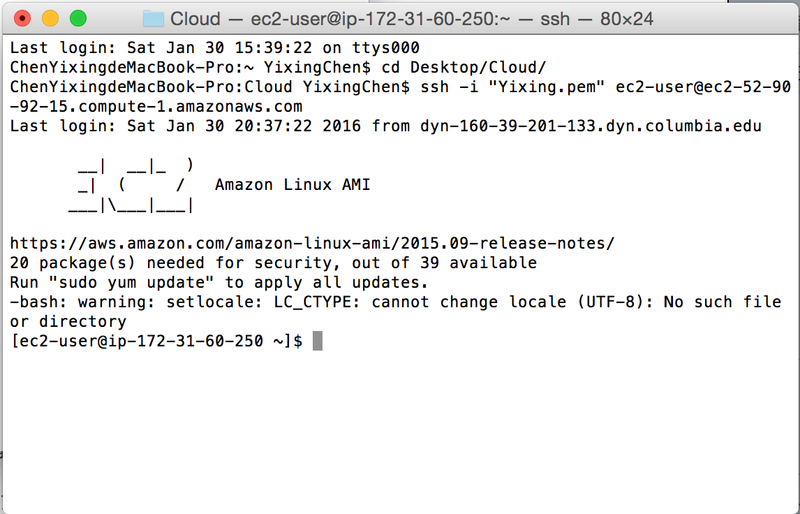 Cloud — ec2-user@ip-172-31-60-250:~ — ssh — 80×24
Last login: Sat Jan 30 15:39:22 on ttys000
ChenYixingdeMacBook-Pro:~ YixingChen$ cd Desktop/Cloud/
ChenYixingdeMacBook-Pro:Cloud YixingChen$ ssh -i "Yixing.pem" ec2-user@ec2-52-90
-92-15.compute-1.amazonaws.com
Last login: Sat Jan 30 20:37:22 2016 from dyn-160-39-201-133.dyn.columbia.edu
       __|  __|_  )
       _|  (     /   Amazon Linux AMI
      ___|\___|___|
https://aws.amazon.com/amazon-linux-ami/2015.09-release-notes/
20 package(s) needed for security, out of 39 available
Run "sudo yum update" to apply all updates.
-bash: warning: setlocale: LC_CTYPE: cannot change locale (UTF-8): No such file
or directory
[ec2-user@ip-172-31-60-250 ~]$